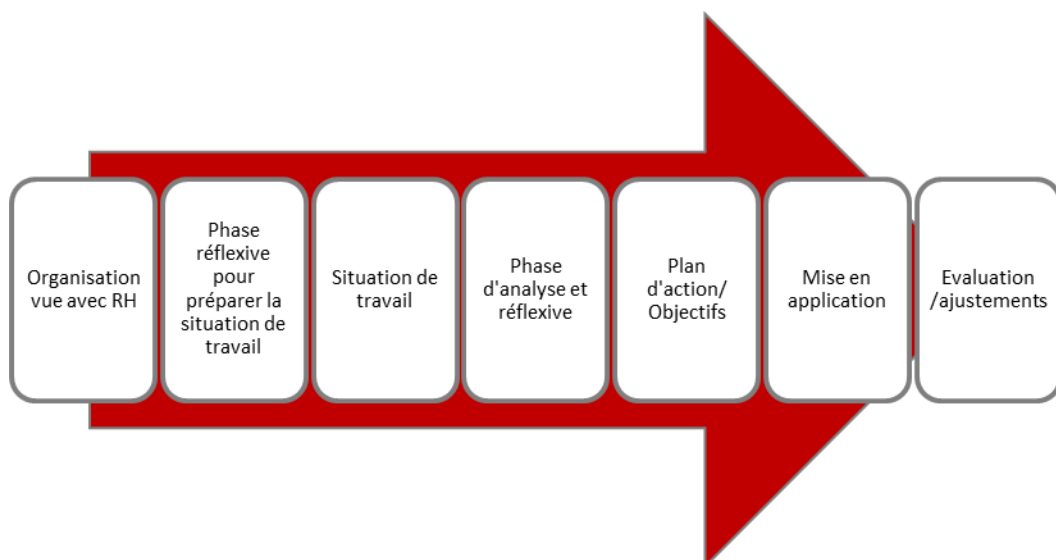 Organisation
vue avec RH
Phase
réflexive
pour
préparer la
situation de
travail
Situation de
travail
Phase
d'analyse et
réflexive
Plan
d'action/
Objectifs
Mise en
application
Evaluation
/ajustements